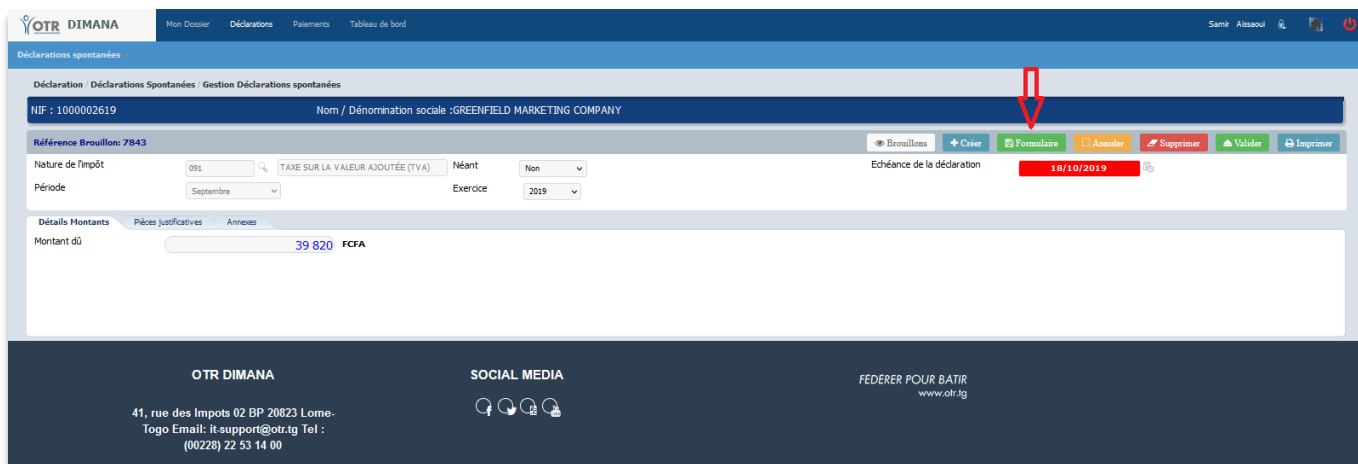 OTR DIMANA Mon Dossier Déclarations Paiements Tableau de bord Samir Aissaoui
Déclarations spontanées
Déclaration / Déclarations Spontanées / Gestion Déclarations spontanées
NIF : 1000002619 Nom / Dénomination sociale :GREENFIELD MARKETING COMPANY
Référence Brouillon: 7843 Brouillons Créer Formulaire Annuler Supprimer Valider Imprimer
Nature de l'impôt 091 TAXE SUR LA VALEUR AJOUTÉE (TVA) Néant Non Echéance de la déclaration 18/10/2019
Période Septembre Exercice 2019
Détails Montants Pièces justificatives Annexes
Montant dû 39 820 FCFA
OTR DIMANA
41, rue des Impots 02 BP 20823 Lome-
Togo Email: it-support@otr.tg Tel :
(00228) 22 53 14 00
SOCIAL MEDIA
FEDERER POUR BATIR
www.otr.tg